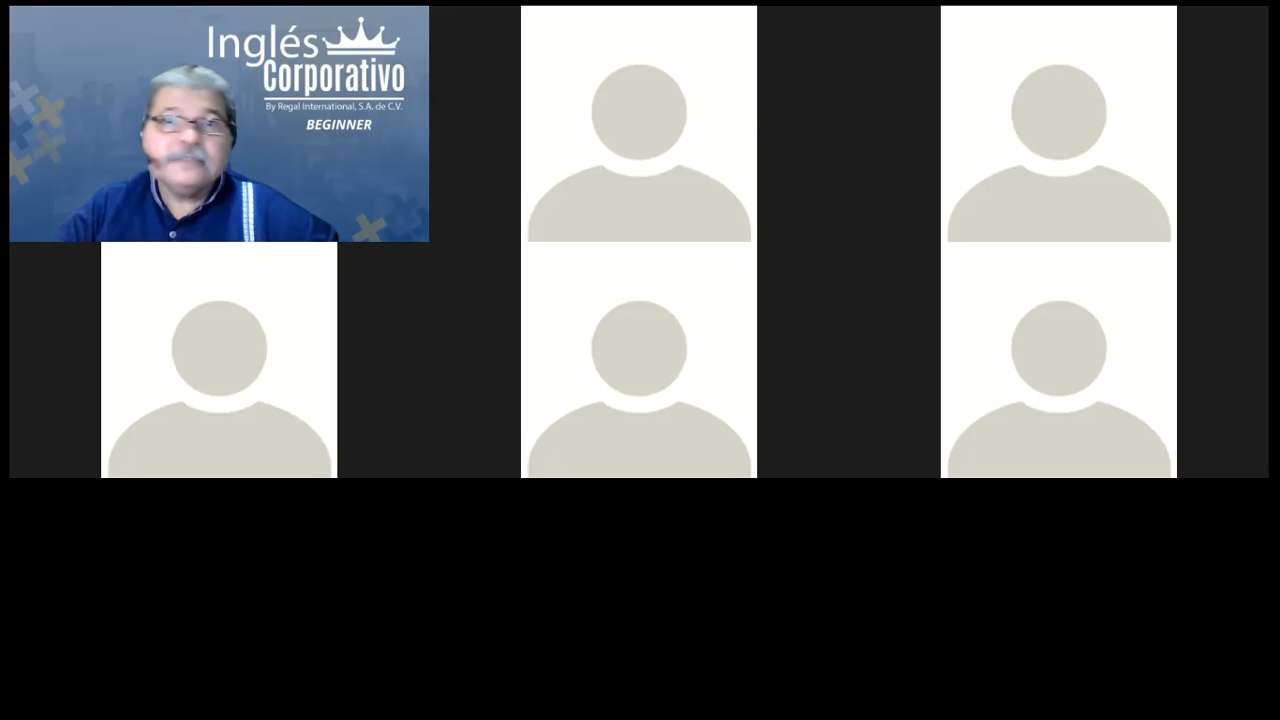 Inglés
Corporativo
By Regal International, S.A. de C.V.
BEGINNER